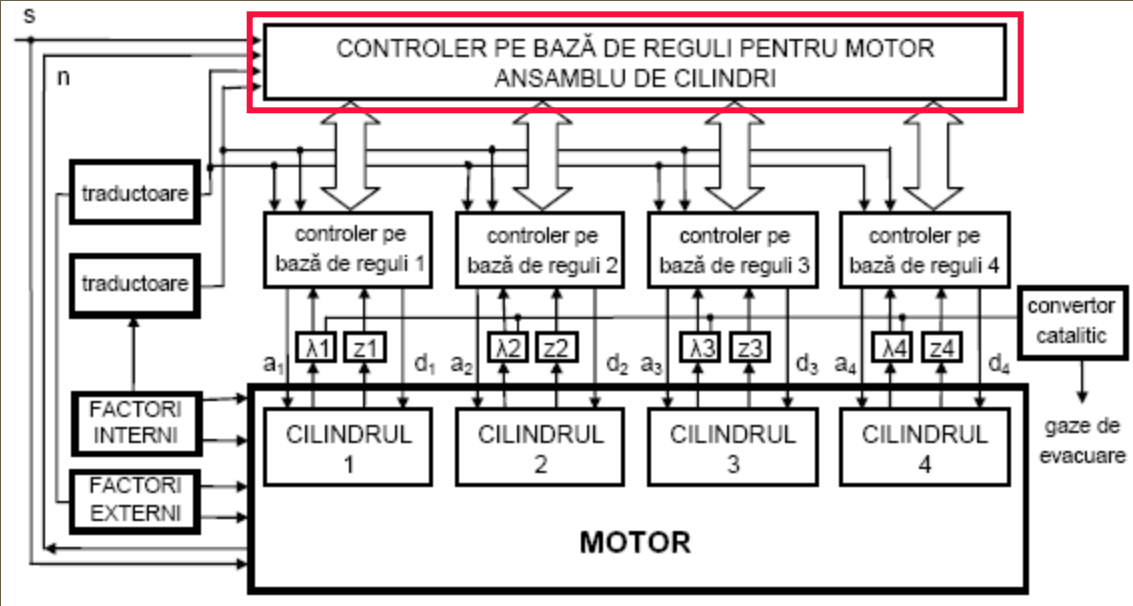 s
CONTROLER PE BAZĂ DE REGULI PENTRU MOTOR
ANSAMBLU DE CILINDRI
n
traductoare
traductoare
controler pe
bază de reguli 1
controler pe
bază de reguli 2
controler pe
bază de reguli 3
controler pe
bază de reguli 4
convertor
catalitic
λ1
z1
λ2
z2
λ3
z3
λ4
z4
a₁
d₁
a₂
d₂
a₃
d₃
a₄
d₄
FACTORI
INTERNI
CILINDRUL
1
CILINDRUL
2
CILINDRUL
3
CILINDRUL
4
gaze de
evacuare
FACTORI
EXTERNI
MOTOR